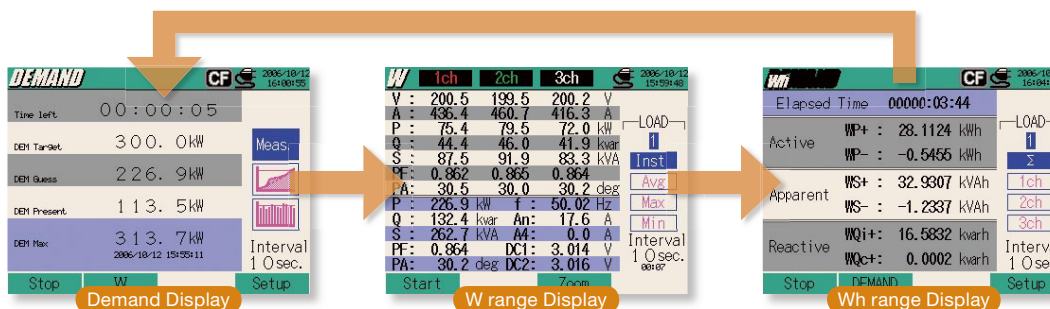 DEMAND CF 2006/10/12
16:00:55
Time left 00:00:05
DEM Target 300.0kW
DEM Guess 226.9kW
DEM Present 113.5kW
DEM Max 313.7kW
2006/10/12 15:55:11
Meas.
Interval
10sec.
Stop W Setup
Demand Display
W 1ch 2ch 3ch 2006/10/12
15:59:48
V : 200.5 199.5 200.2 V
A : 436.4 460.7 416.3 A
P : 75.4 79.5 72.0 kW
Q : 44.4 46.0 41.9 kvar
S : 87.5 91.9 83.3 kVA
PF: 0.862 0.865 0.864
PA: 30.5 30.0 30.2 deg
P : 226.9 kW f : 50.02 Hz
Q : 132.4 kvar An: 17.6 A
S : 262.7 kVA A4: 0.0 A
PF: 0.864 DC1: 3.014 V
PA: 30.2 deg DC2: 3.016 V
LOAD
1
Inst
Avg
Max
Min
Interval
10sec.
00:07
Start Zoom
W range Display
Wh CF 2006/10
16:04:
Elapsed Time 00000:03:44
Active WP+ : 28.1124 kWh
WP- : -0.5455 kWh
Apparent WS+ : 32.9307 kVAh
WS- : -1.2337 kVAh
Reactive WQi+: 16.5832 kvarh
WQc+: 0.0002 kvarh
LOAD
1
Σ
1ch
2ch
3ch
Interv
10se
Stop DEMAND Setup
Wh range Display